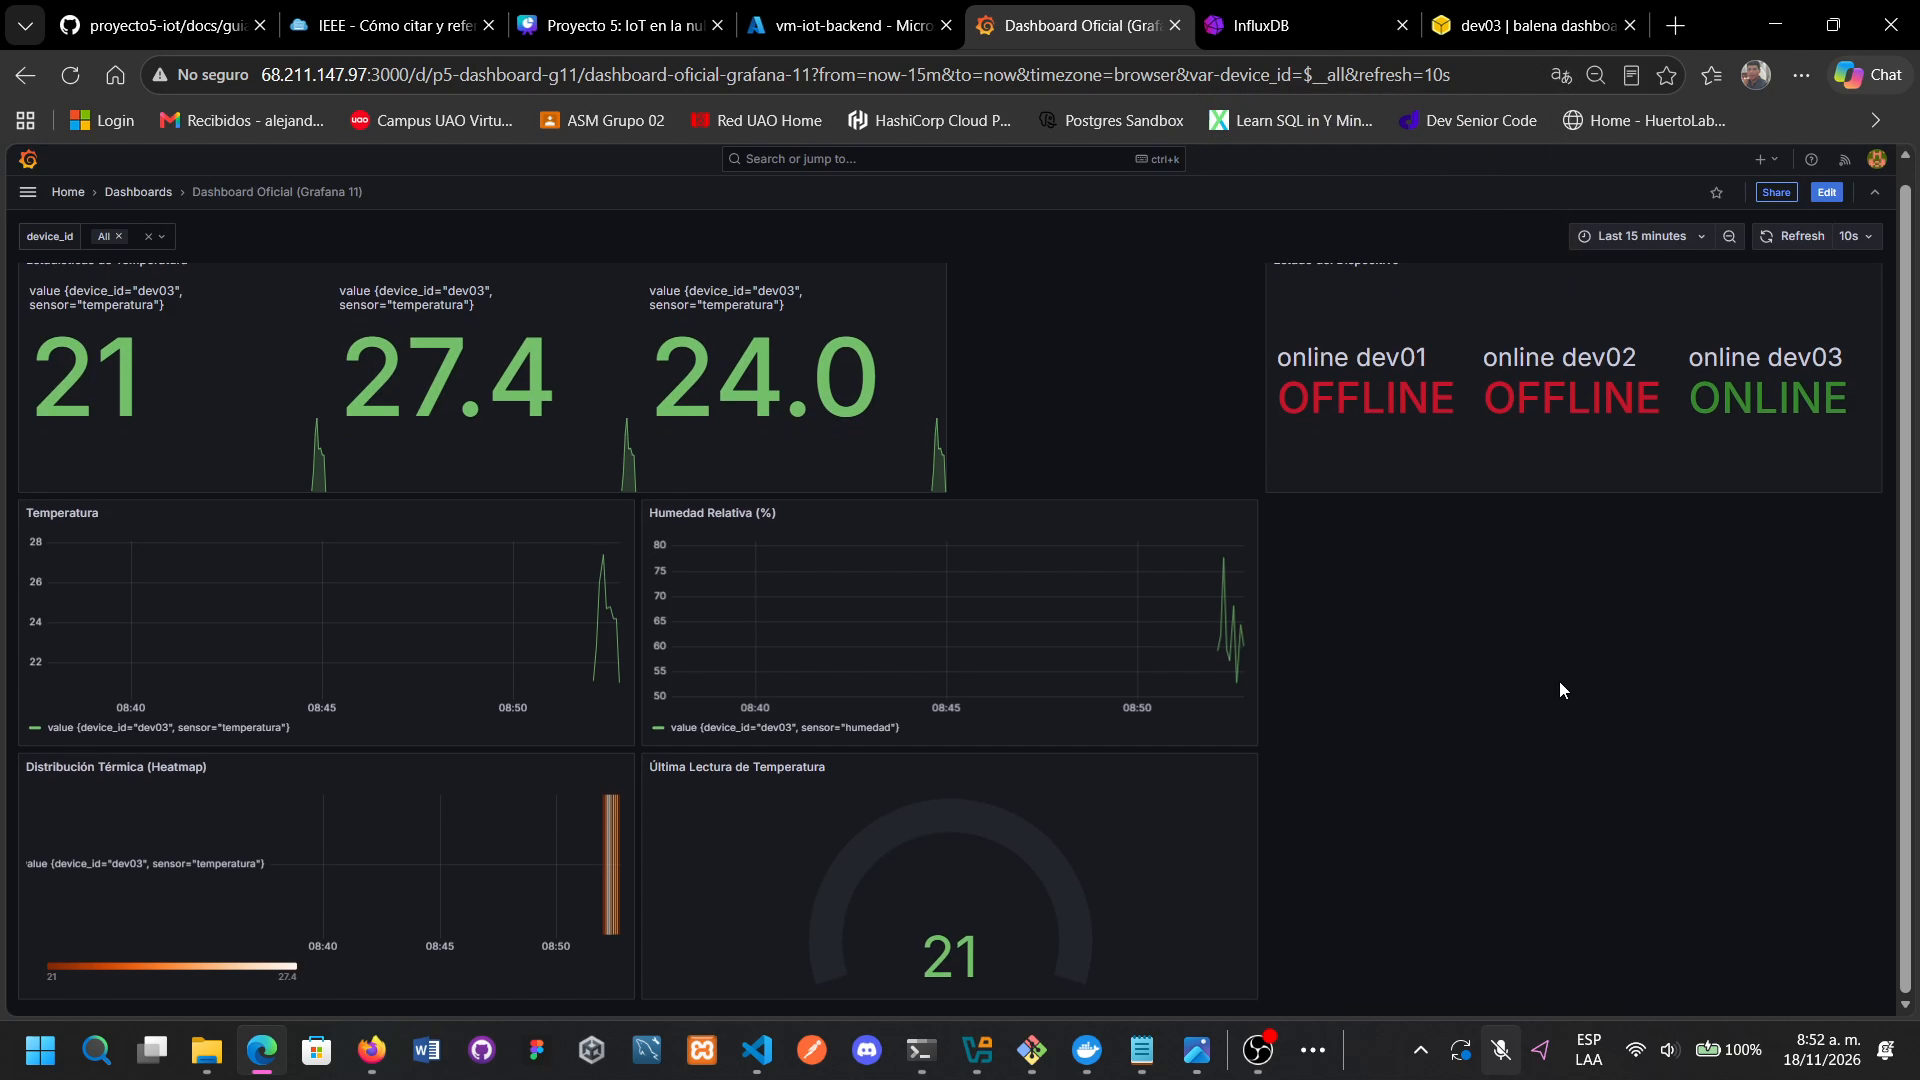 proyecto5-iot/docs/guia
IEEE - Cómo citar y refer
Proyecto 5: IoT en la nu
vm-iot-backend - Micro
Dashboard Oficial (Grafa
InfluxDB
dev03 | balena dashboa
No seguro
68.211.147.97:3000/d/p5-dashboard-g11/dashboard-oficial-grafana-11?from=now-15m&to=now&timezone=browser&var-device_id=$__all&refresh=10s
Chat
Login
Recibidos - alejand...
Campus UAO Virtu...
ASM Grupo 02
Red UAO Home
HashiCorp Cloud P...
Postgres Sandbox
Learn SQL in Y Min...
Dev Senior Code
Home - HuertoLab...
Search or jump to...
ctrl+k
Home
Dashboards
Dashboard Oficial (Grafana 11)
Share
Edit
device_id
All
Last 15 minutes
Refresh
10s
value {device_id="dev03",
sensor="temperatura"}
21
value {device_id="dev03",
sensor="temperatura"}
27.4
value {device_id="dev03",
sensor="temperatura"}
24.0
online dev01
OFFLINE
online dev02
OFFLINE
online dev03
ONLINE
Temperatura
28
26
24
22
08:40
08:45
08:50
value {device_id="dev03", sensor="temperatura"}
Humedad Relativa (%)
80
75
70
65
60
55
50
08:40
08:45
08:50
value {device_id="dev03", sensor="humedad"}
Distribución Térmica (Heatmap)
alue {device_id="dev03", sensor="temperatura"}
08:40
08:45
08:50
21
27.4
Última Lectura de Temperatura
21
ESP
LAA
100%
8:52 a. m.
18/11/2026